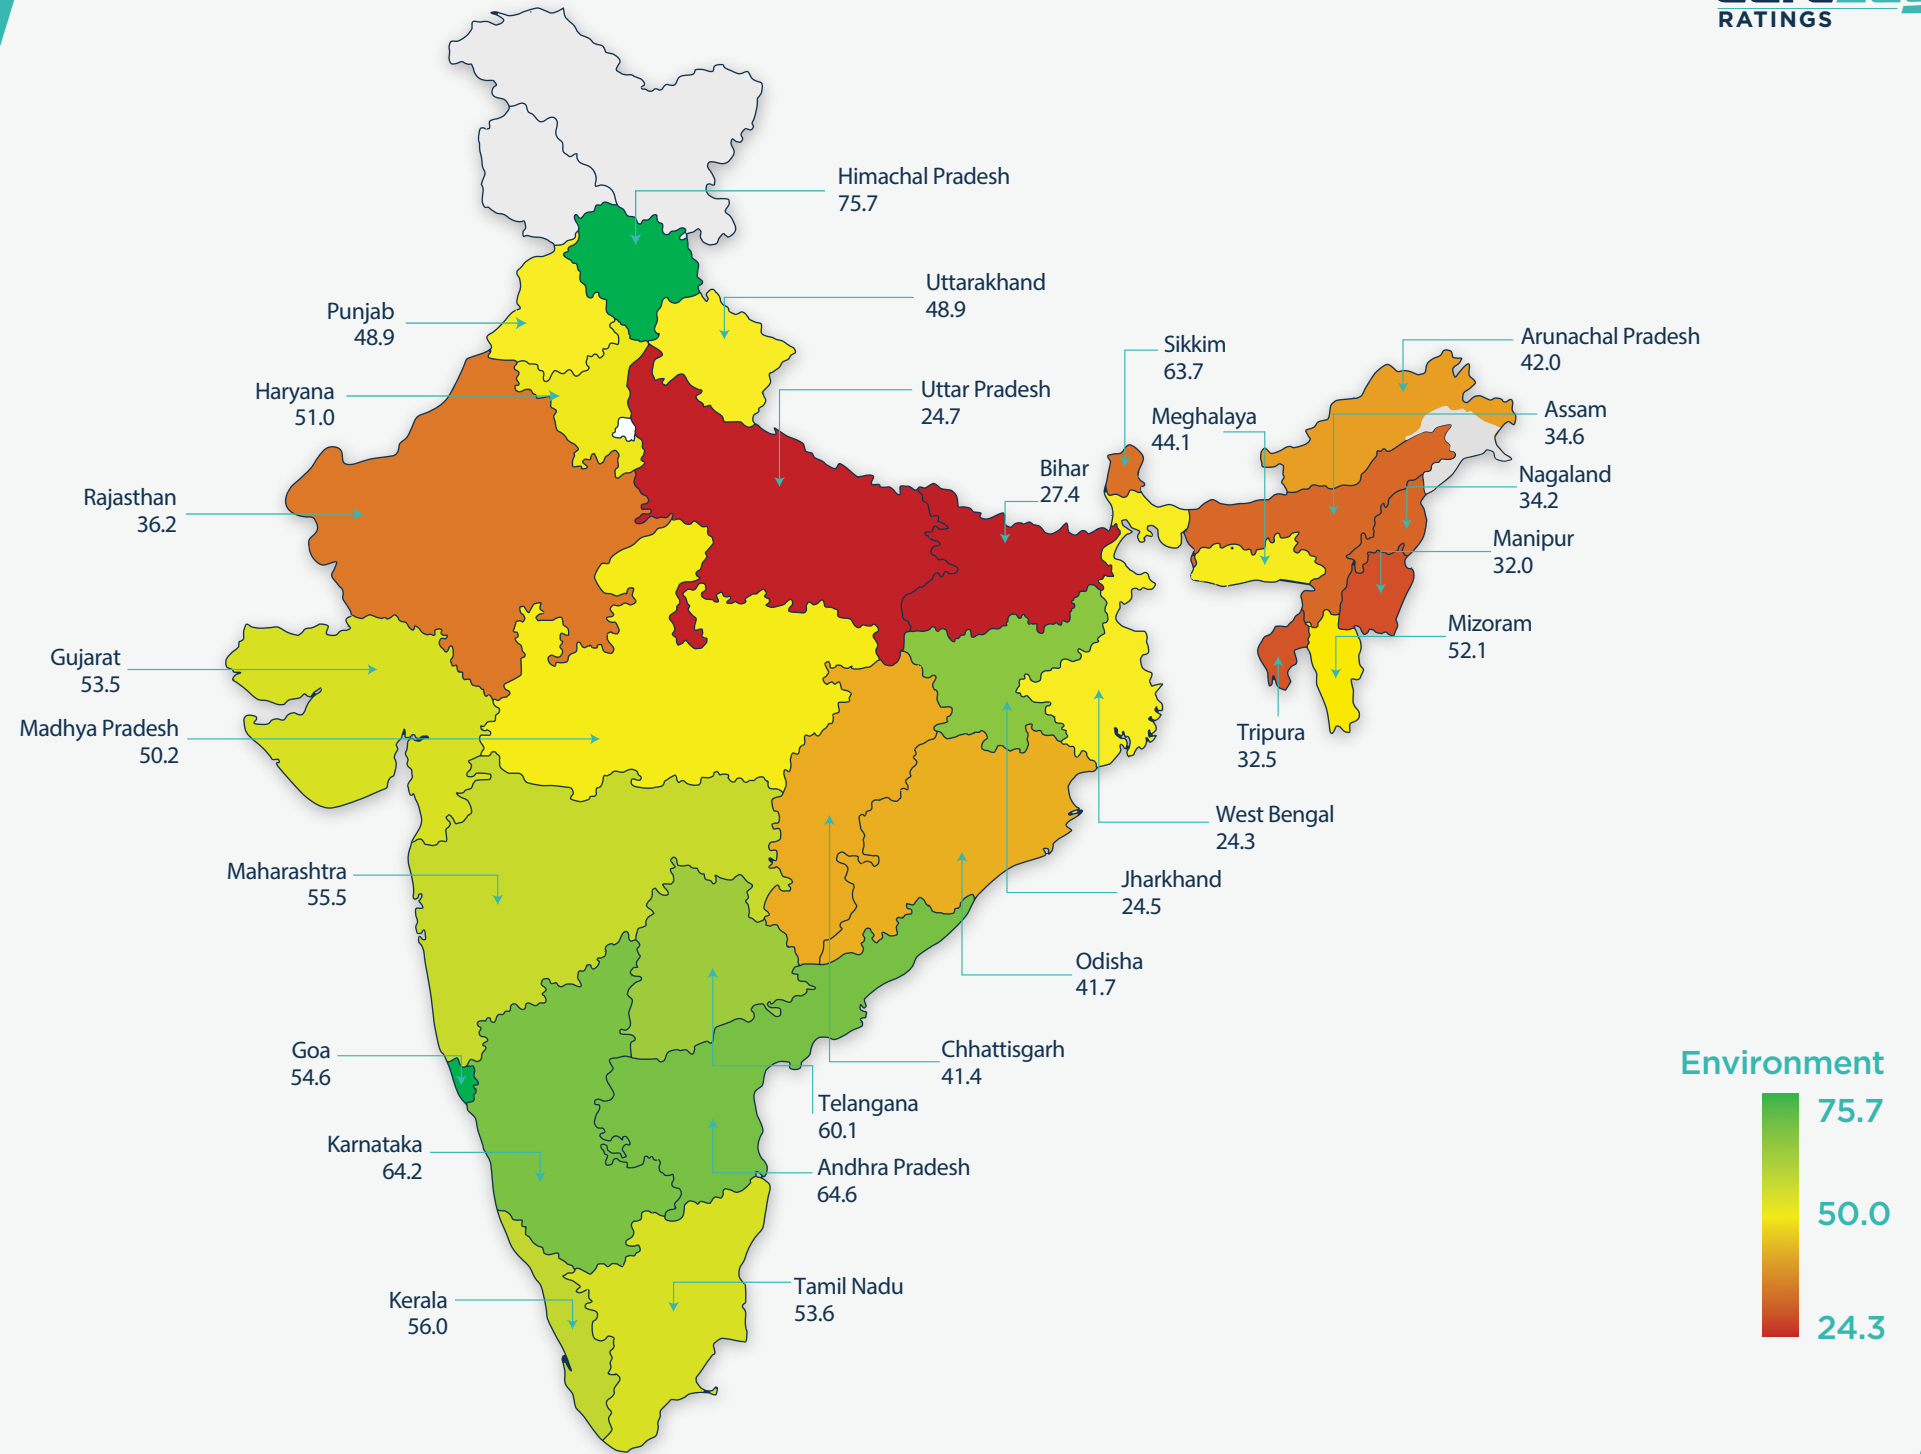 RATINGS
Himachal Pradesh
75.7
Uttarakhand
48.9
Punjab
48.9
Sikkim
63.7
Arunachal Pradesh
42.0
Haryana
51.0
Uttar Pradesh
24.7
Meghalaya
44.1
Assam
34.6
Bihar
27.4
Nagaland
34.2
Rajasthan
36.2
Manipur
32.0
Mizoram
52.1
Gujarat
53.5
Madhya Pradesh
50.2
Tripura
32.5
West Bengal
24.3
Maharashtra
55.5
Jharkhand
24.5
Odisha
41.7
Goa
54.6
Chhattisgarh
41.4
Telangana
60.1
Karnataka
64.2
Andhra Pradesh
64.6
Tamil Nadu
53.6
Kerala
56.0
Environment
75.7
50.0
24.3